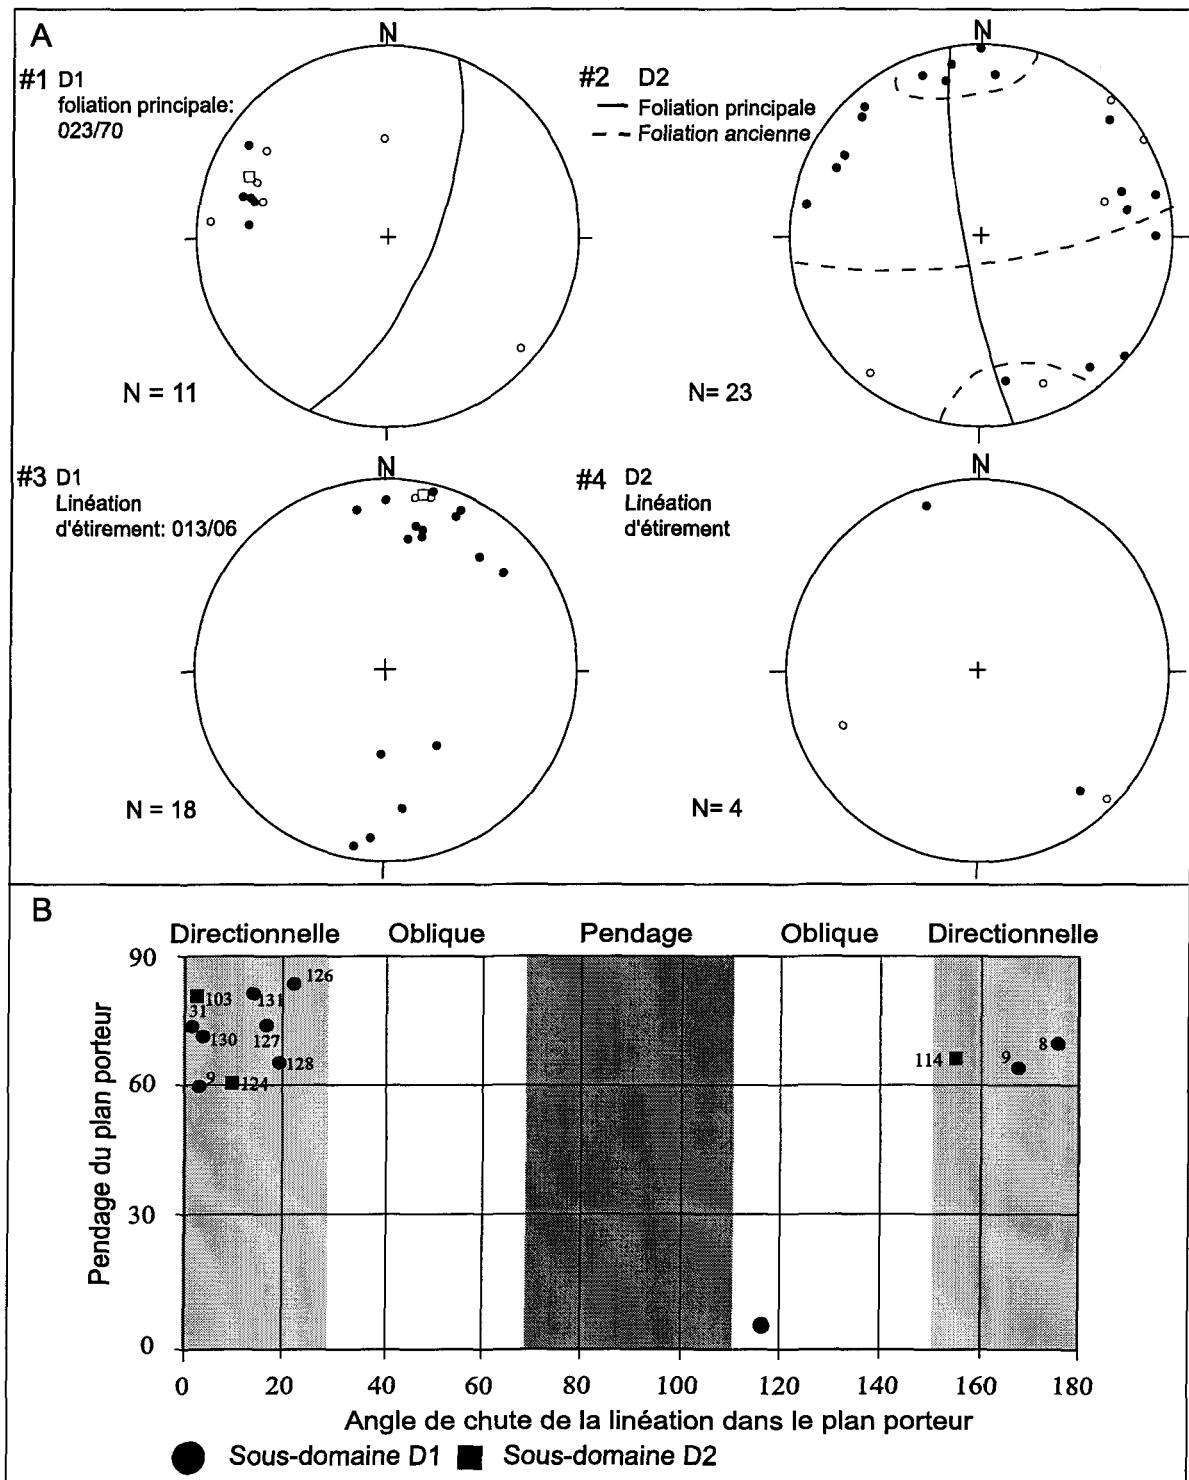 A
N
#1 D1
foliation principale:
023/70
N = 11
N
#2 D2
Foliation principale
Foliation ancienne
N= 23
N
#3 D1
Linéation
d'étirement: 013/06
N = 18
N
#4 D2
Linéation
d'étirement
N= 4
B
Directionnelle Oblique Pendage Oblique Directionnelle
Pendage du plan porteur
90
60
30
0
126
103
131
31
130
127
128
9
124
114
9
8
0 20 40 60 80 100 120 140 160 180
Angle de chute de la linéation dans le plan porteur
Sous-domaine D1 Sous-domaine D2